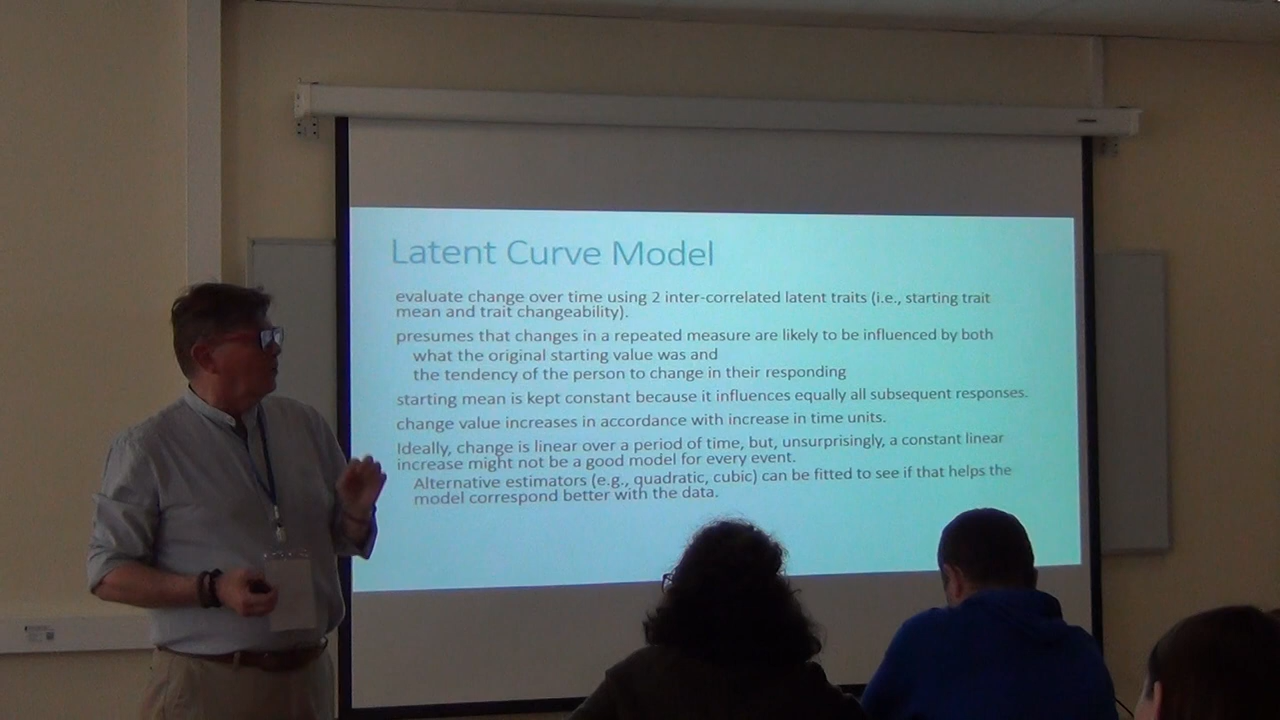 Latent Curve Model
evaluate change over time using 2 inter-correlated latent traits (i.e., starting trait
mean and trait changeability).
presumes that changes in a repeated measure are likely to be influenced by both
what the original starting value was and
the tendency of the person to change in their responding
starting mean is kept constant because it influences equally all subsequent responses.
change value increases in accordance with increase in time units.
Ideally, change is linear over a period of time, but, unsurprisingly, a constant linear
increase might not be a good model for every event.
Alternative estimators (e.g., quadratic, cubic) can be fitted to see if that helps the
model correspond better with the data.